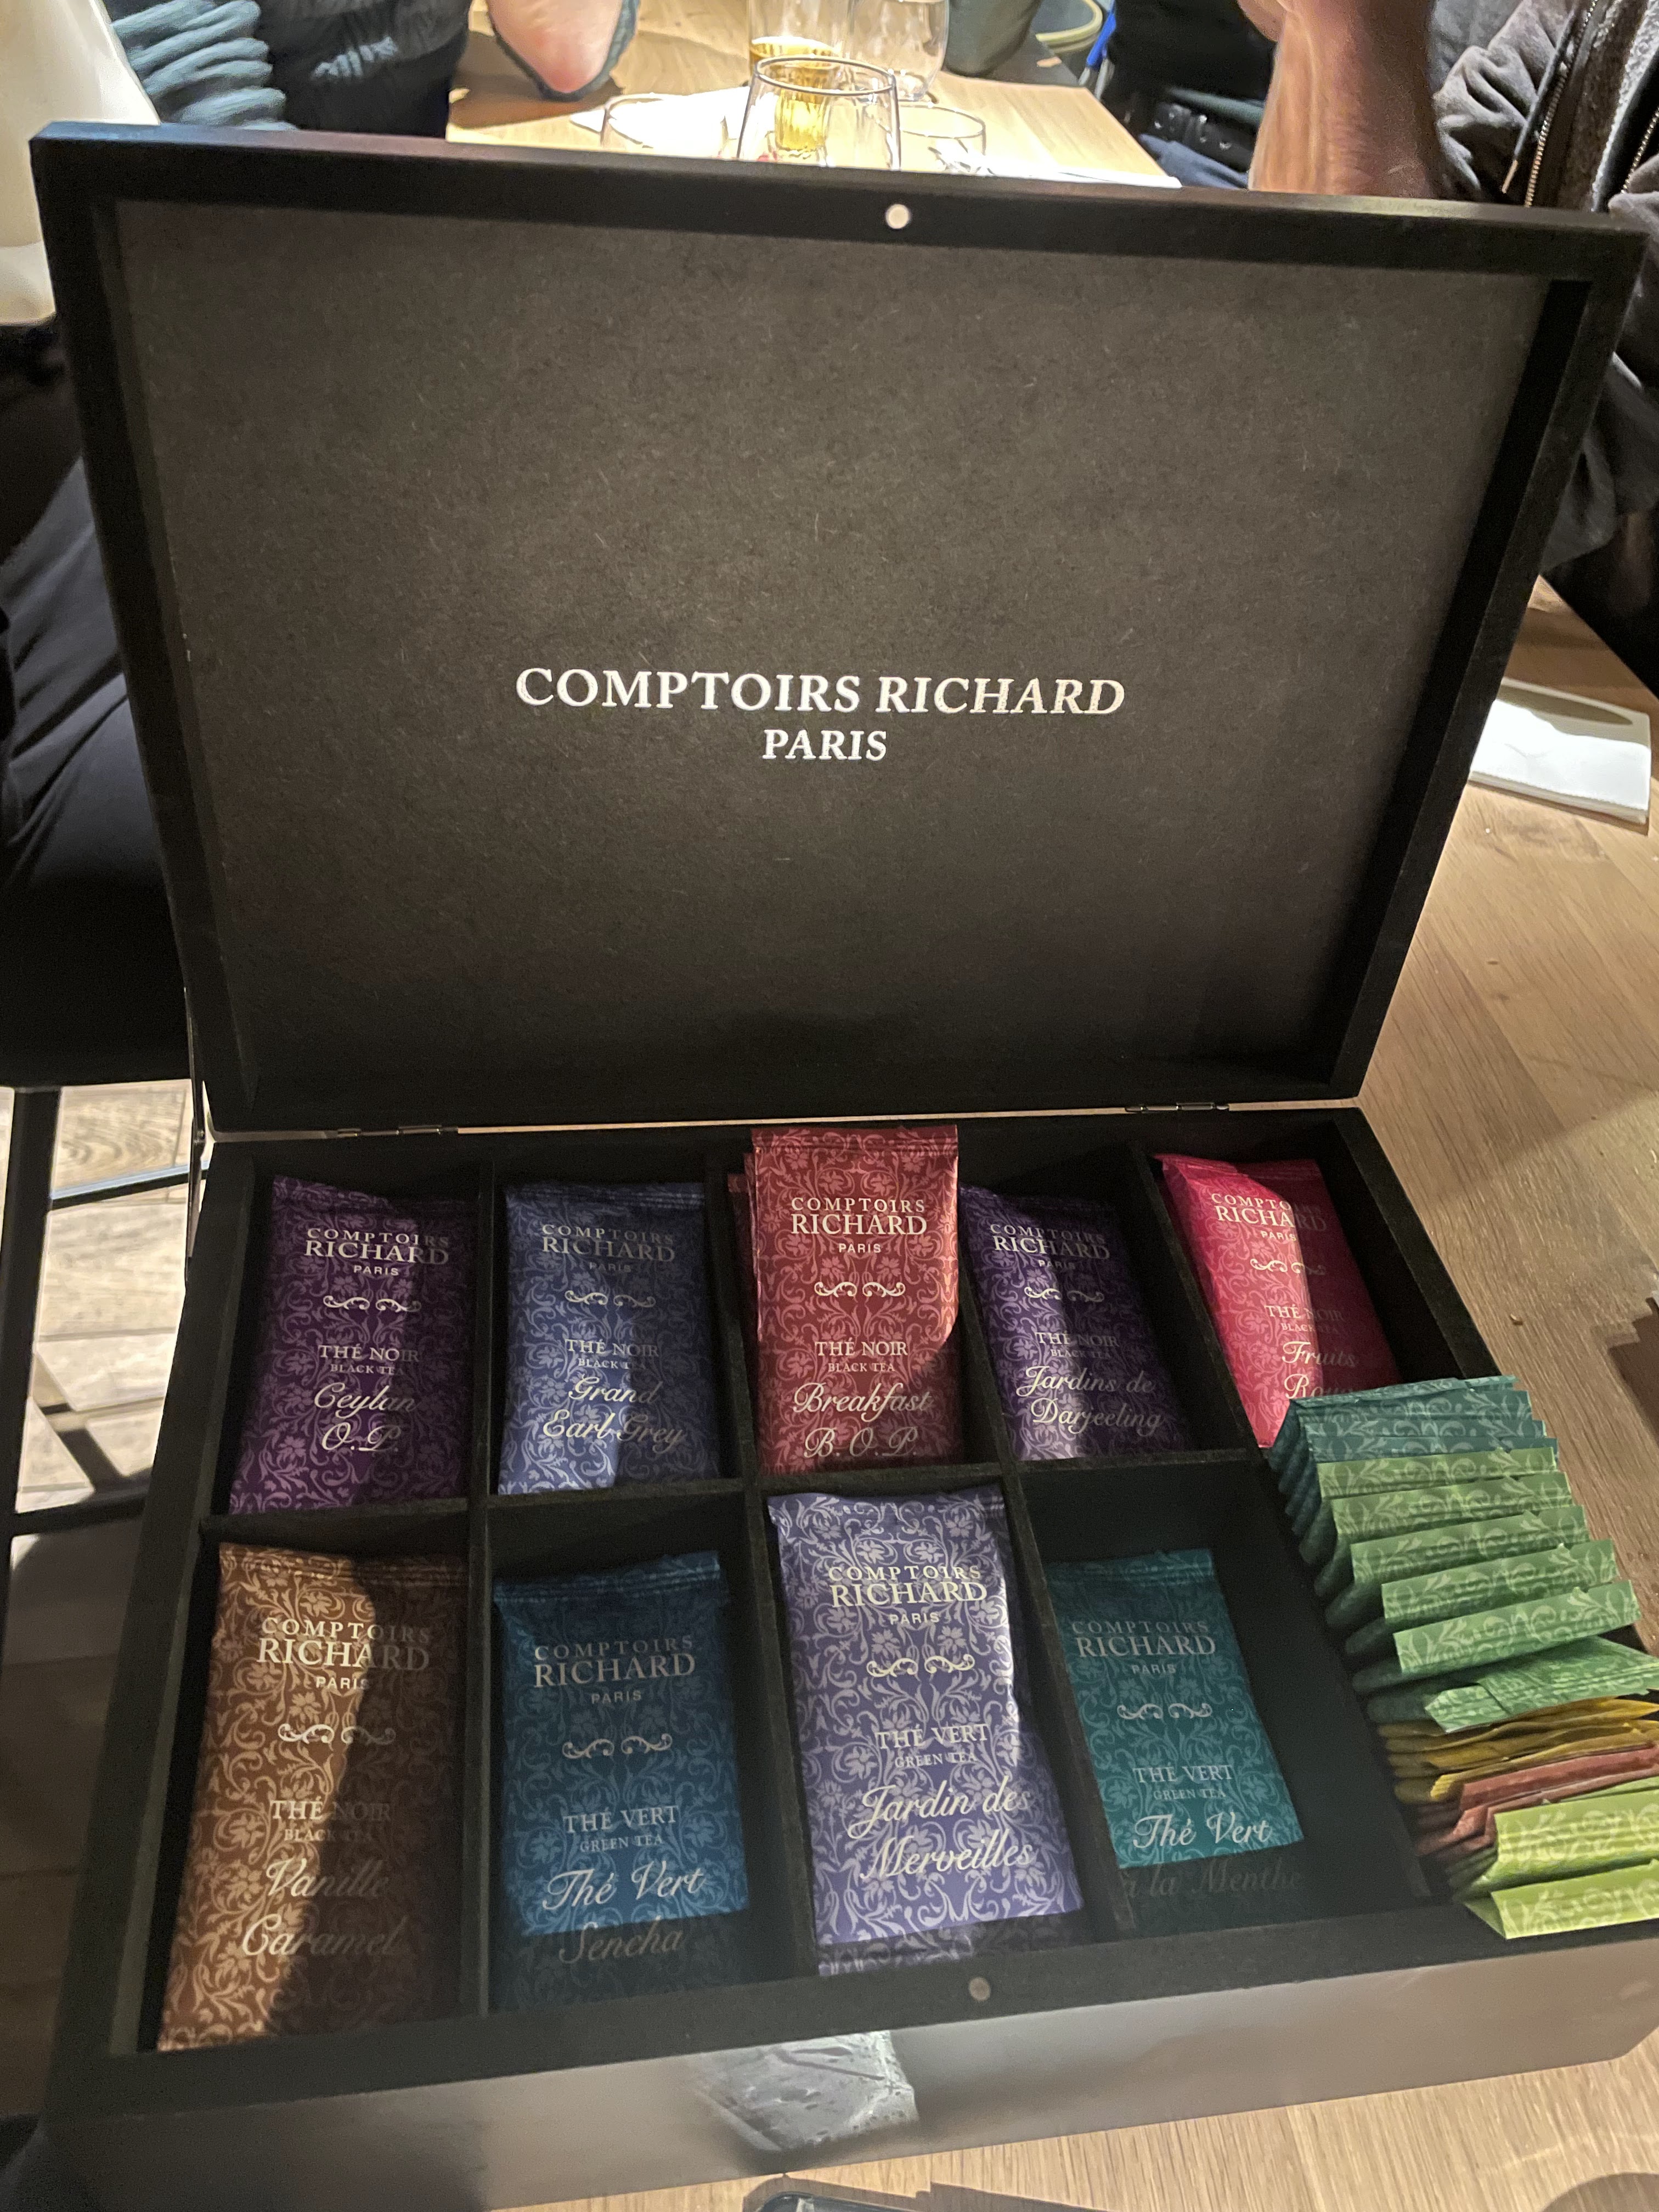 COMPTOIRS RICHARD
PARIS
COMPTOIRS
RICHARD
PARIS
THÉ NOIR
BLACK TEA
Ceylan
O.P.
COMPTOIRS
RICHARD
PARIS
THÉ NOIR
BLACK TEA
Grand
Earl Grey
COMPTOIRS
RICHARD
PARIS
THÉ NOIR
BLACK TEA
Breakfast
B.O.P.
COMPTOIRS
RICHARD
PARIS
THÉ NOIR
BLACK TEA
Jardins de
Darjeeling
COMPTOIRS
RICHARD
PARIS
THÉ NOIR
BLACK TEA
Fruits
COMPTOIRS
RICHARD
PARIS
THÉ NOIR
BLACK TEA
Vanille
Caramel
COMPTOIRS
RICHARD
PARIS
THÉ VERT
GREEN TEA
Thé Vert
Sencha
COMPTOIRS
RICHARD
PARIS
THÉ VERT
GREEN TEA
Jardin des
Merveilles
COMPTOIRS
RICHARD
PARIS
THÉ VERT
GREEN TEA
Thé Vert
à la Menthe